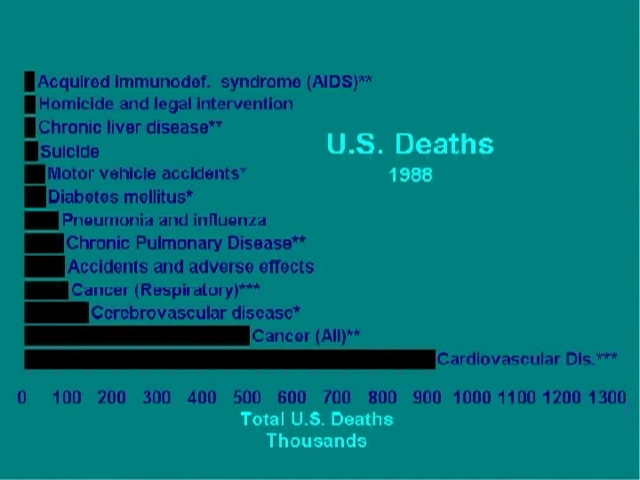 Acquired immunodef. syndrome (AIDS)**
Homicide and legal intervention
Chronic liver disease**
Suicide
U.S. Deaths
1988
Motor vehicle accidents*
Diabetes mellitus*
Pneumonia and influenza
Chronic Pulmonary Disease**
Accidents and adverse effects
Cancer (Respiratory)***
Cerebrovascular disease*
Cancer (All)**
Cardiovascular Dis.***
0 100 200 300 400 500 600 700 800 900 1000 1100 1200 1300
Total U.S. Deaths
Thousands